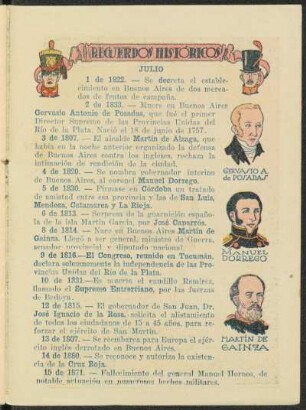 RECUERDOS HISTÓRICOS
JULIO
1 de 1822. — Se decreta el estable-
cimiento en Buenos Aires de dos merca-
dos de frutos de campaña.
2 de 1833. — Muere en Buenos Aires
Gervasio Antonio de Posadas, que fué el primer
Director Supremo de las Provincias Unidas del
Río de la Plata. Nació el 18 de junio de 1757.
3 de 1807. — El alcalde Martín de Alzaga, que
había en la noche anterior organizado la defensa
de Buenos Aires contra los ingleses, rechaza la
intimación de rendición de la ciudad.
4 de 1820. — Se nombra gobernador interino
de Buenos Aires, al coronel Manuel Dorrego.
5 de 1830. — Fírmase en Córdoba un tratado
de amistad entre esa provincia y las de San Luis,
Mendoza, Catamarca y La Rioja.
6 de 1813. — Sorpresa de la guarnición española
de la isla Martín García, por José Caparrós.
8 de 1814. — Nace en Buenos Aires Martín de
Gainza. Llegó a ser general, ministro de Guerra,
senador provincial y diputado nacional.
9 de 1816. — El Congreso, reunido en Tucumán,
declara solemnemente la independencia de las Pro-
vincias Unidas del Río de la Plata.
10 de 1821. — Es muerto el caudillo Ramírez,
llamado el Supremo Entrerriano, por las fuerzas
de Bedoya.
12 de 1815. — El gobernador de San Juan, Dr.
José Ignacio de la Roza, solicita el alistamiento
de todos los ciudadanos de 15 a 45 años, para re-
forzar el ejército de San Martín.
13 de 1807. — Se reembarca para Europa el ejér-
cito inglés derrotado en Buenos Aires.
14 de 1880. — Se reconoce y autoriza la existen-
cia de la Cruz Roja.
15 de 1871. — Fallecimiento del general Manuel Hornos, de
notable actuación en numerosos hechos militares.
GERVASIO A.
de POSADAS
MANUEL
DORREGO
MARTÍN DE
GAINZA